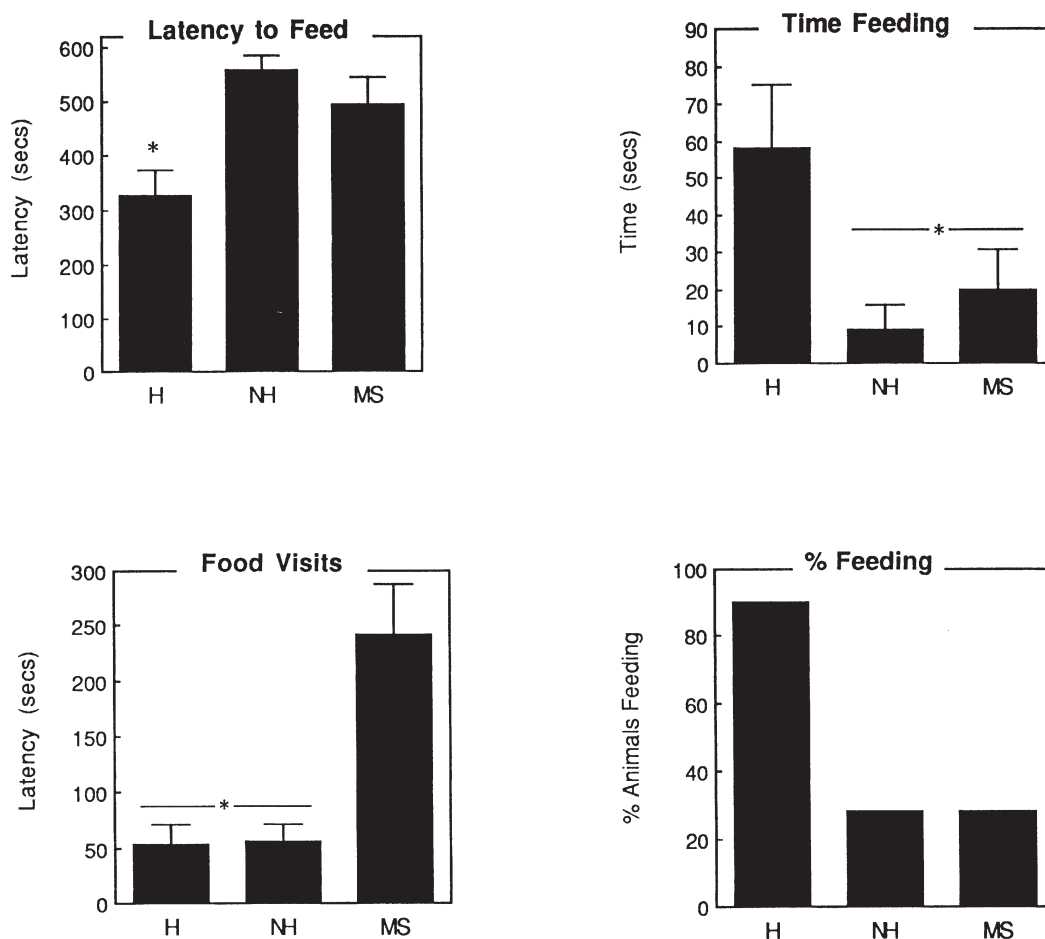 Latency to Feed
Latency (secs)
600
500
400
300
200
100
0
*
H NH MS
Time Feeding
Time (secs)
90
80
70
60
50
40
30
20
10
0
*
H NH MS
Food Visits
Latency (secs)
300
250
200
150
100
50
0
*
H NH MS
% Feeding
% Animals Feeding
100
80
60
40
20
0
H NH MS